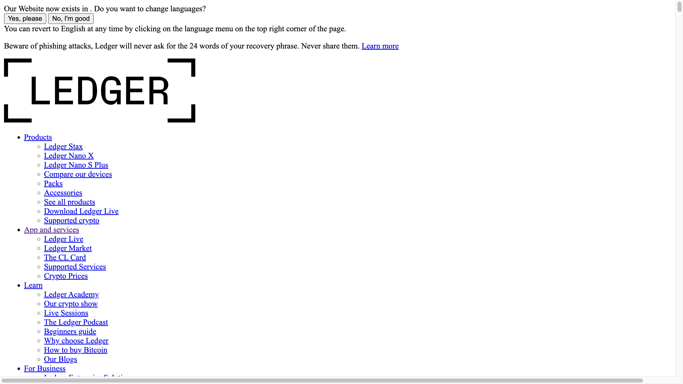 Our Website now exists in . Do you want to change languages?
Yes, please No, I'm good
You can revert to English at any time by clicking on the language menu on the top right corner of the page.
Beware of phishing attacks, Ledger will never ask for the 24 words of your recovery phrase. Never share them. Learn more
LEDGER
Products
Ledger Stax
Ledger Nano X
Ledger Nano S Plus
Compare our devices
Packs
Accessories
See all products
Download Ledger Live
Supported crypto
App and services
Ledger Live
Ledger Market
The CL Card
Supported Services
Crypto Prices
Learn
Ledger Academy
Our crypto show
Live Sessions
The Ledger Podcast
Beginners guide
Why choose Ledger
How to buy Bitcoin
Our Blogs
For Business